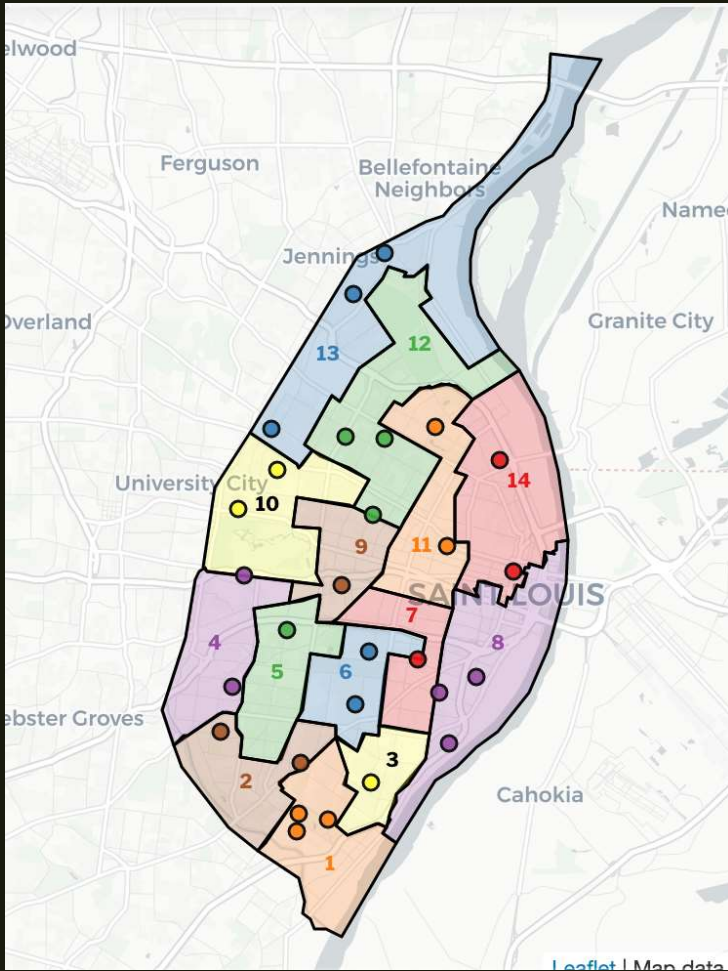 elwood
Ferguson
Bellefontaine
Neighbors
Name
Jennings
Overland
Granite City
12
13
University City
14
10
11
9
SAINT LOUIS
7
4
8
5
6
ebster Groves
3
2
Cahokia
1
Leaflet | Map data